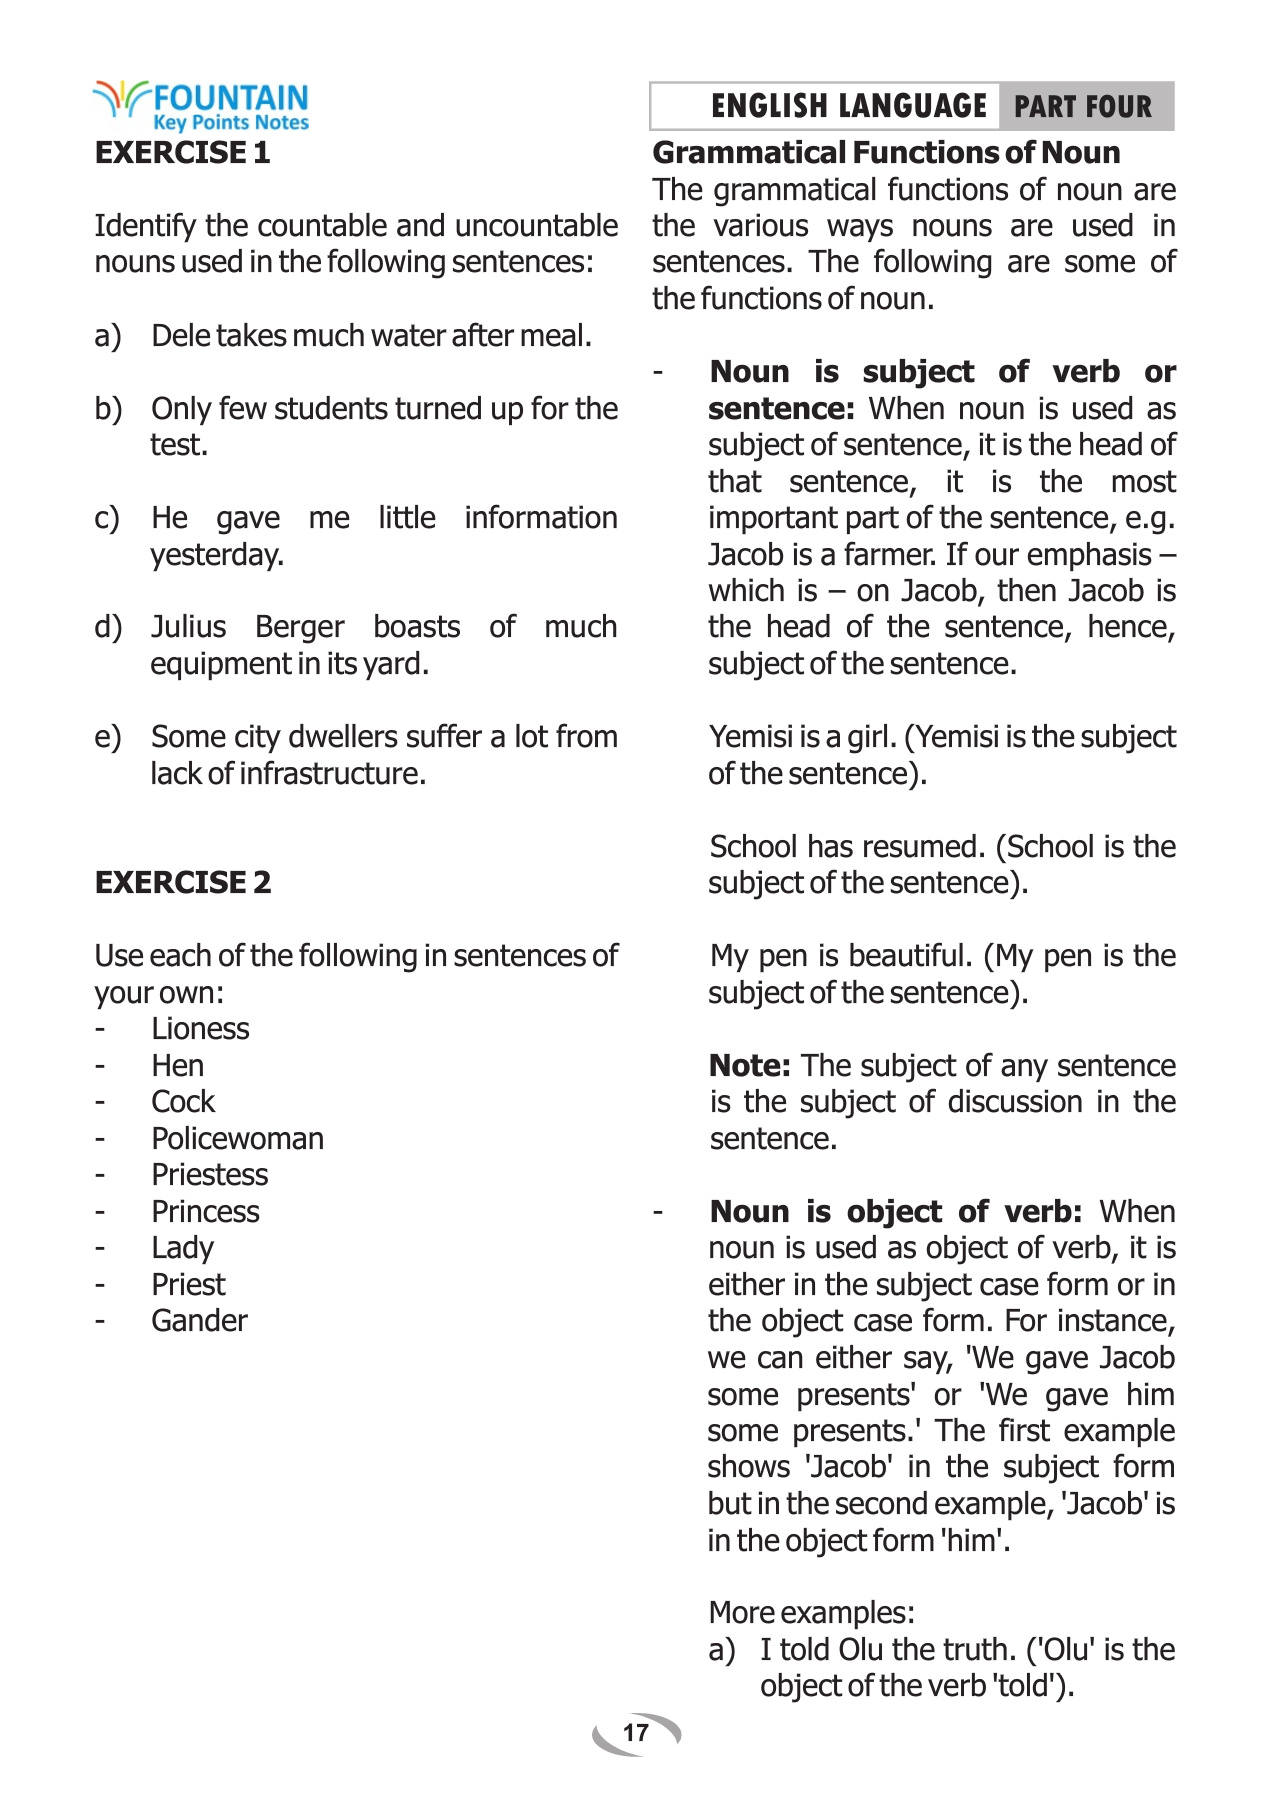 FOUNTAIN
Key Points Notes
EXERCISE 1
Identify the countable and uncountable
nouns used in the following sentences:
a) Dele takes much water after meal.
b) Only few students turned up for the
test.
c) He gave me little information
yesterday.
d) Julius Berger boasts of much
equipment in its yard.
e) Some city dwellers suffer a lot from
lack of infrastructure.
EXERCISE 2
Use each of the following in sentences of
your own:
- Lioness
- Hen
- Cock
- Policewoman
- Priestess
- Princess
- Lady
- Priest
- Gander
ENGLISH LANGUAGE PART FOUR
Grammatical Functions of Noun
The grammatical functions of noun are
the various ways nouns are used in
sentences. The following are some of
the functions of noun.
- Noun is subject of verb or
sentence: When noun is used as
subject of sentence, it is the head of
that sentence, it is the most
important part of the sentence, e.g.
Jacob is a farmer. If our emphasis –
which is – on Jacob, then Jacob is
the head of the sentence, hence,
subject of the sentence.
Yemisi is a girl. (Yemisi is the subject
of the sentence).
School has resumed. (School is the
subject of the sentence).
My pen is beautiful. (My pen is the
subject of the sentence).
Note: The subject of any sentence
is the subject of discussion in the
sentence.
- Noun is object of verb: When
noun is used as object of verb, it is
either in the subject case form or in
the object case form. For instance,
we can either say, 'We gave Jacob
some presents' or 'We gave him
some presents.' The first example
shows 'Jacob' in the subject form
but in the second example, 'Jacob' is
in the object form 'him'.
More examples:
a) I told Olu the truth. ('Olu' is the
object of the verb 'told').
17